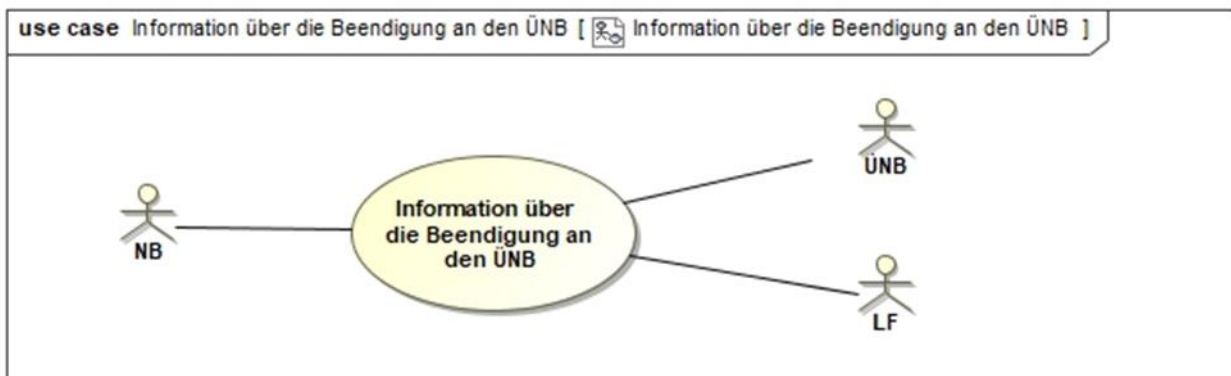 use case Information über die Beendigung an den ÜNB [ Information über die Beendigung an den ÜNB ]
ÜNB
NB
Information über
die Beendigung an
den ÜNB
LF